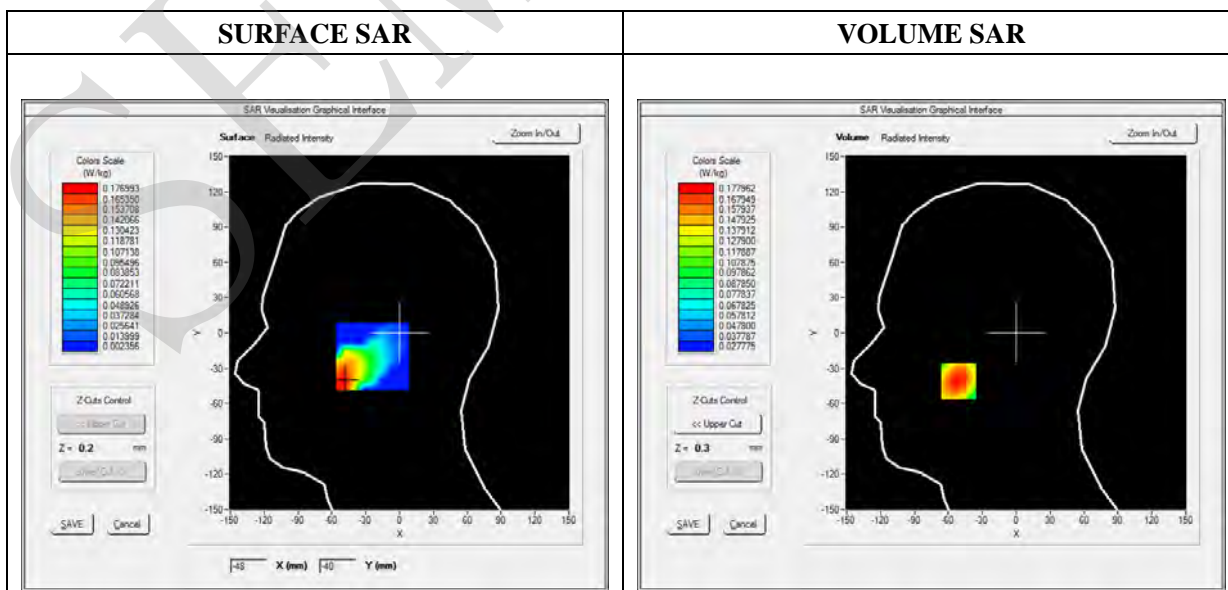 SURFACE SAR
VOLUME SAR
SAR Visualisation Graphical Interface
Surface Radiated Intensity
Zoom In/Out
Colors Scale
(W/kg)
0.176993
0.165350
0.153708
0.142066
0.130423
0.118781
0.107138
0.095496
0.083853
0.072211
0.060568
0.048926
0.037284
0.025641
0.013999
0.002356
Z-Cuts Control
<< Upper Cut
Z = 0.2 mm
SAVE
Cancel
150
120
90
60
30
0
-30
-60
-90
-120
-150
Y
-150 -120 -90 -60 -30 0 30 60 90 120 150
X
-48 X (mm) -40 Y (mm)
SAR Visualisation Graphical Interface
Volume Radiated Intensity
Zoom In/Out
Colors Scale
(W/kg)
0.177962
0.167949
0.157937
0.147925
0.137912
0.127900
0.117887
0.107875
0.097862
0.087850
0.077837
0.067825
0.057812
0.047800
0.037787
0.027775
Z-Cuts Control
<< Upper Cut
Z = 0.3 mm
SAVE
Cancel
150
120
90
60
30
0
-30
-60
-90
-120
-150
Y
-150 -120 -90 -60 -30 0 30 60 90 120 150
X